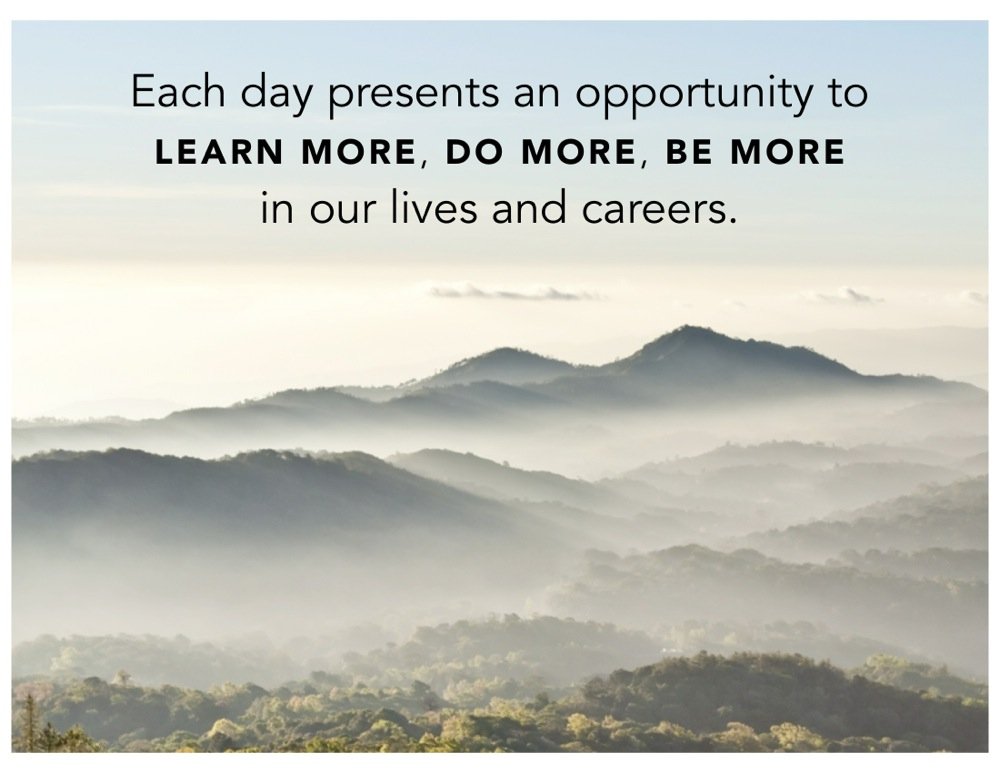 Each day presents an opportunity to
LEARN MORE, DO MORE, BE MORE
in our lives and careers.